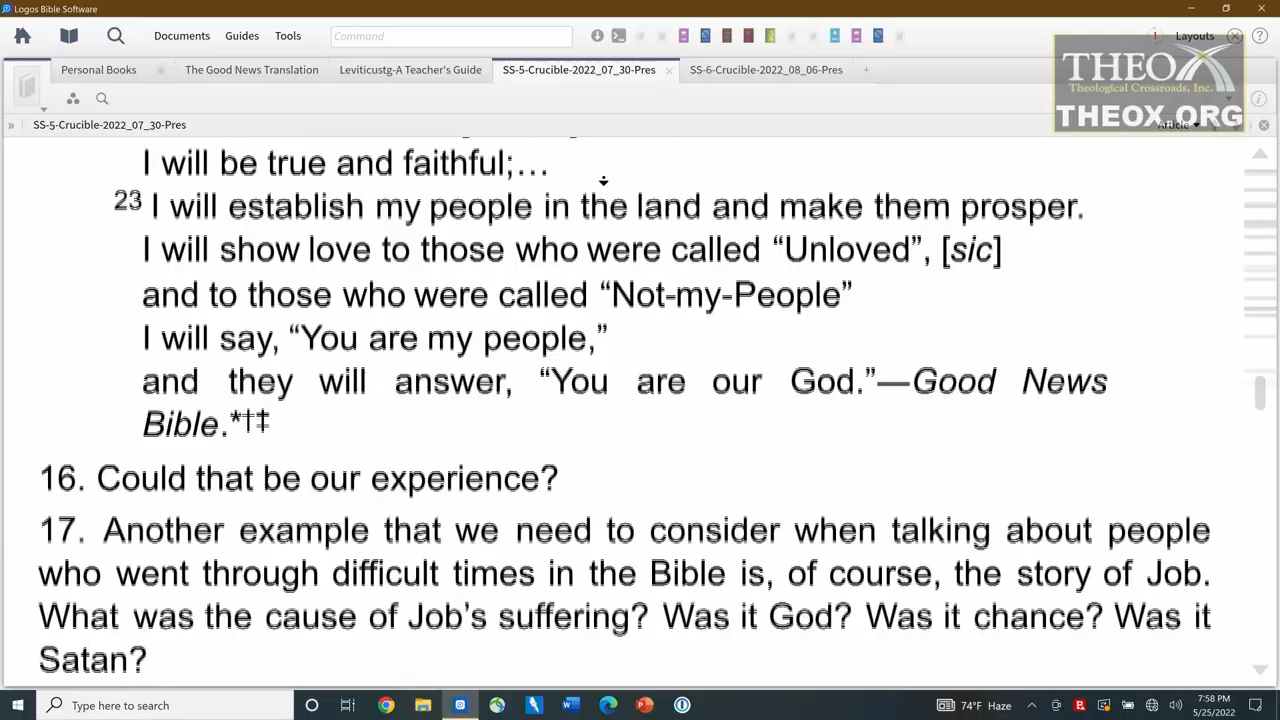 Logos Bible Software
Documents Guides Tools Command 1 Layouts
Personal Books The Good News Translation Leviticustg-A Teacher's Guide SS-5-Crucible-2022_07_30-Pres SS-6-Crucible-2022_08_06-Pres
THEOX
Theological Crossroads, Inc.
THEOX.ORG
SS-5-Crucible-2022_07_30-Pres Article
I will be true and faithful;…
23 I will establish my people in the land and make them prosper.
I will show love to those who were called “Unloved”, [sic]
and to those who were called “Not-my-People”
I will say, “You are my people,”
and they will answer, “You are our God.”—Good News
Bible.*†‡
16. Could that be our experience?
17. Another example that we need to consider when talking about people
who went through difficult times in the Bible is, of course, the story of Job.
What was the cause of Job’s suffering? Was it God? Was it chance? Was it
Satan?
Type here to search 74°F Haze 7:58 PM
5/25/2022